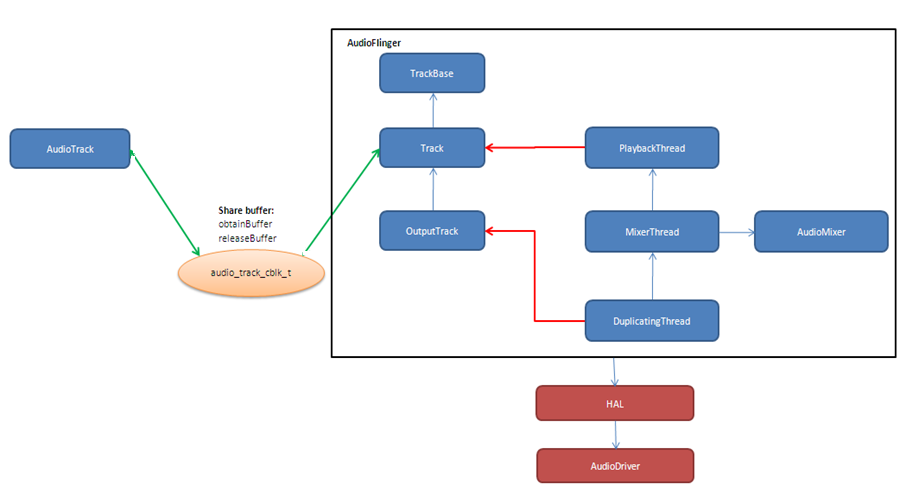 AudioFlinger
TrackBase
AudioTrack
Track
PlaybackThread
Share buffer:
obtainBuffer
releaseBuffer
OutputTrack
MixerThread
AudioMixer
audio_track_cblk_t
DuplicatingThread
HAL
AudioDriver